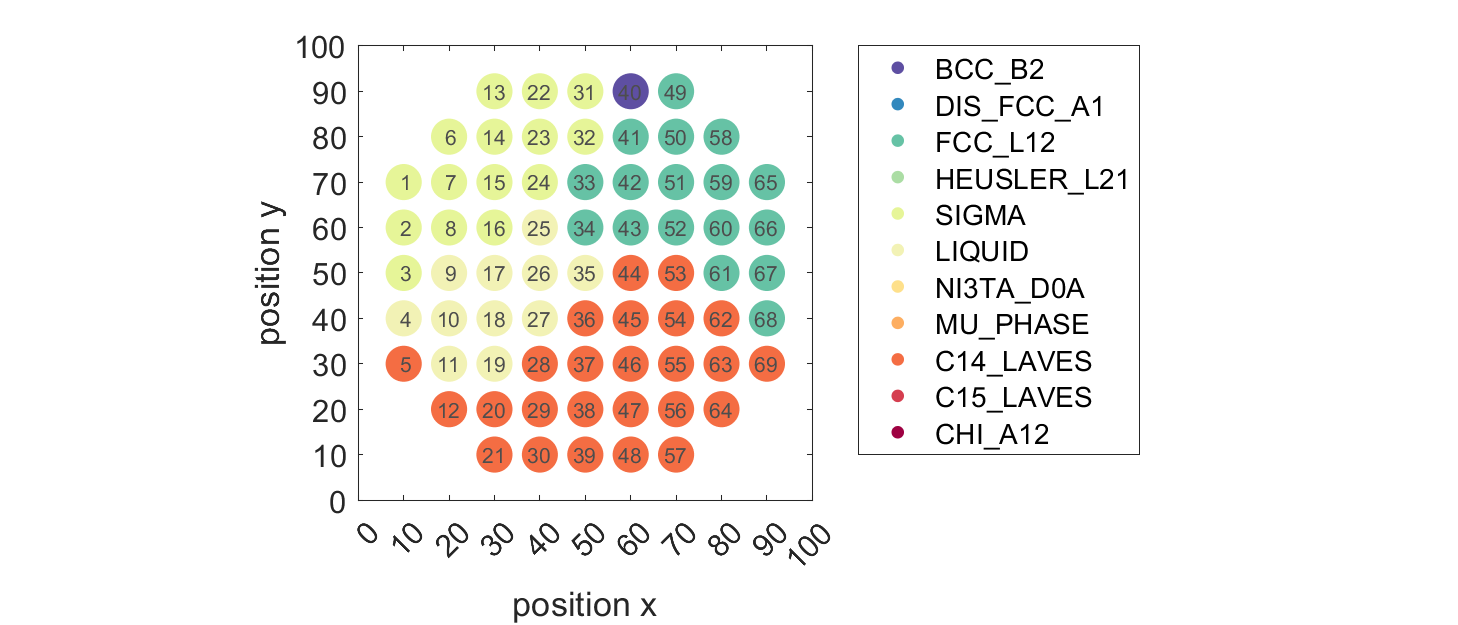 100
90
80
70
60
50
40
30
20
10
0
13 22 31 40 49
6 14 23 32 41 50 58
1 7 15 24 33 42 51 59 65
2 8 16 25 34 43 52 60 66
3 9 17 26 35 44 53 61 67
4 10 18 27 36 45 54 62 68
5 11 19 28 37 46 55 63 69
12 20 29 38 47 56 64
21 30 39 48 57
0 10 20 30 40 50 60 70 80 90 100
position x
position y
BCC_B2
DIS_FCC_A1
FCC_L12
HEUSLER_L21
SIGMA
LIQUID
NI3TA_D0A
MU_PHASE
C14_LAVES
C15_LAVES
CHI_A12